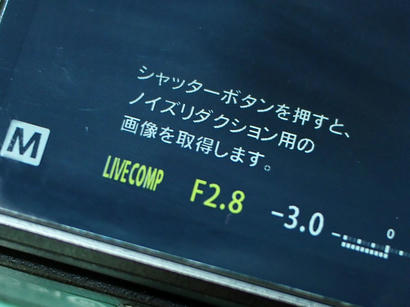 シャッターボタンを押すと、
ノイズリダクション用の
画像を取得します。
M
LIVECOMP F2.8 -3.0 0